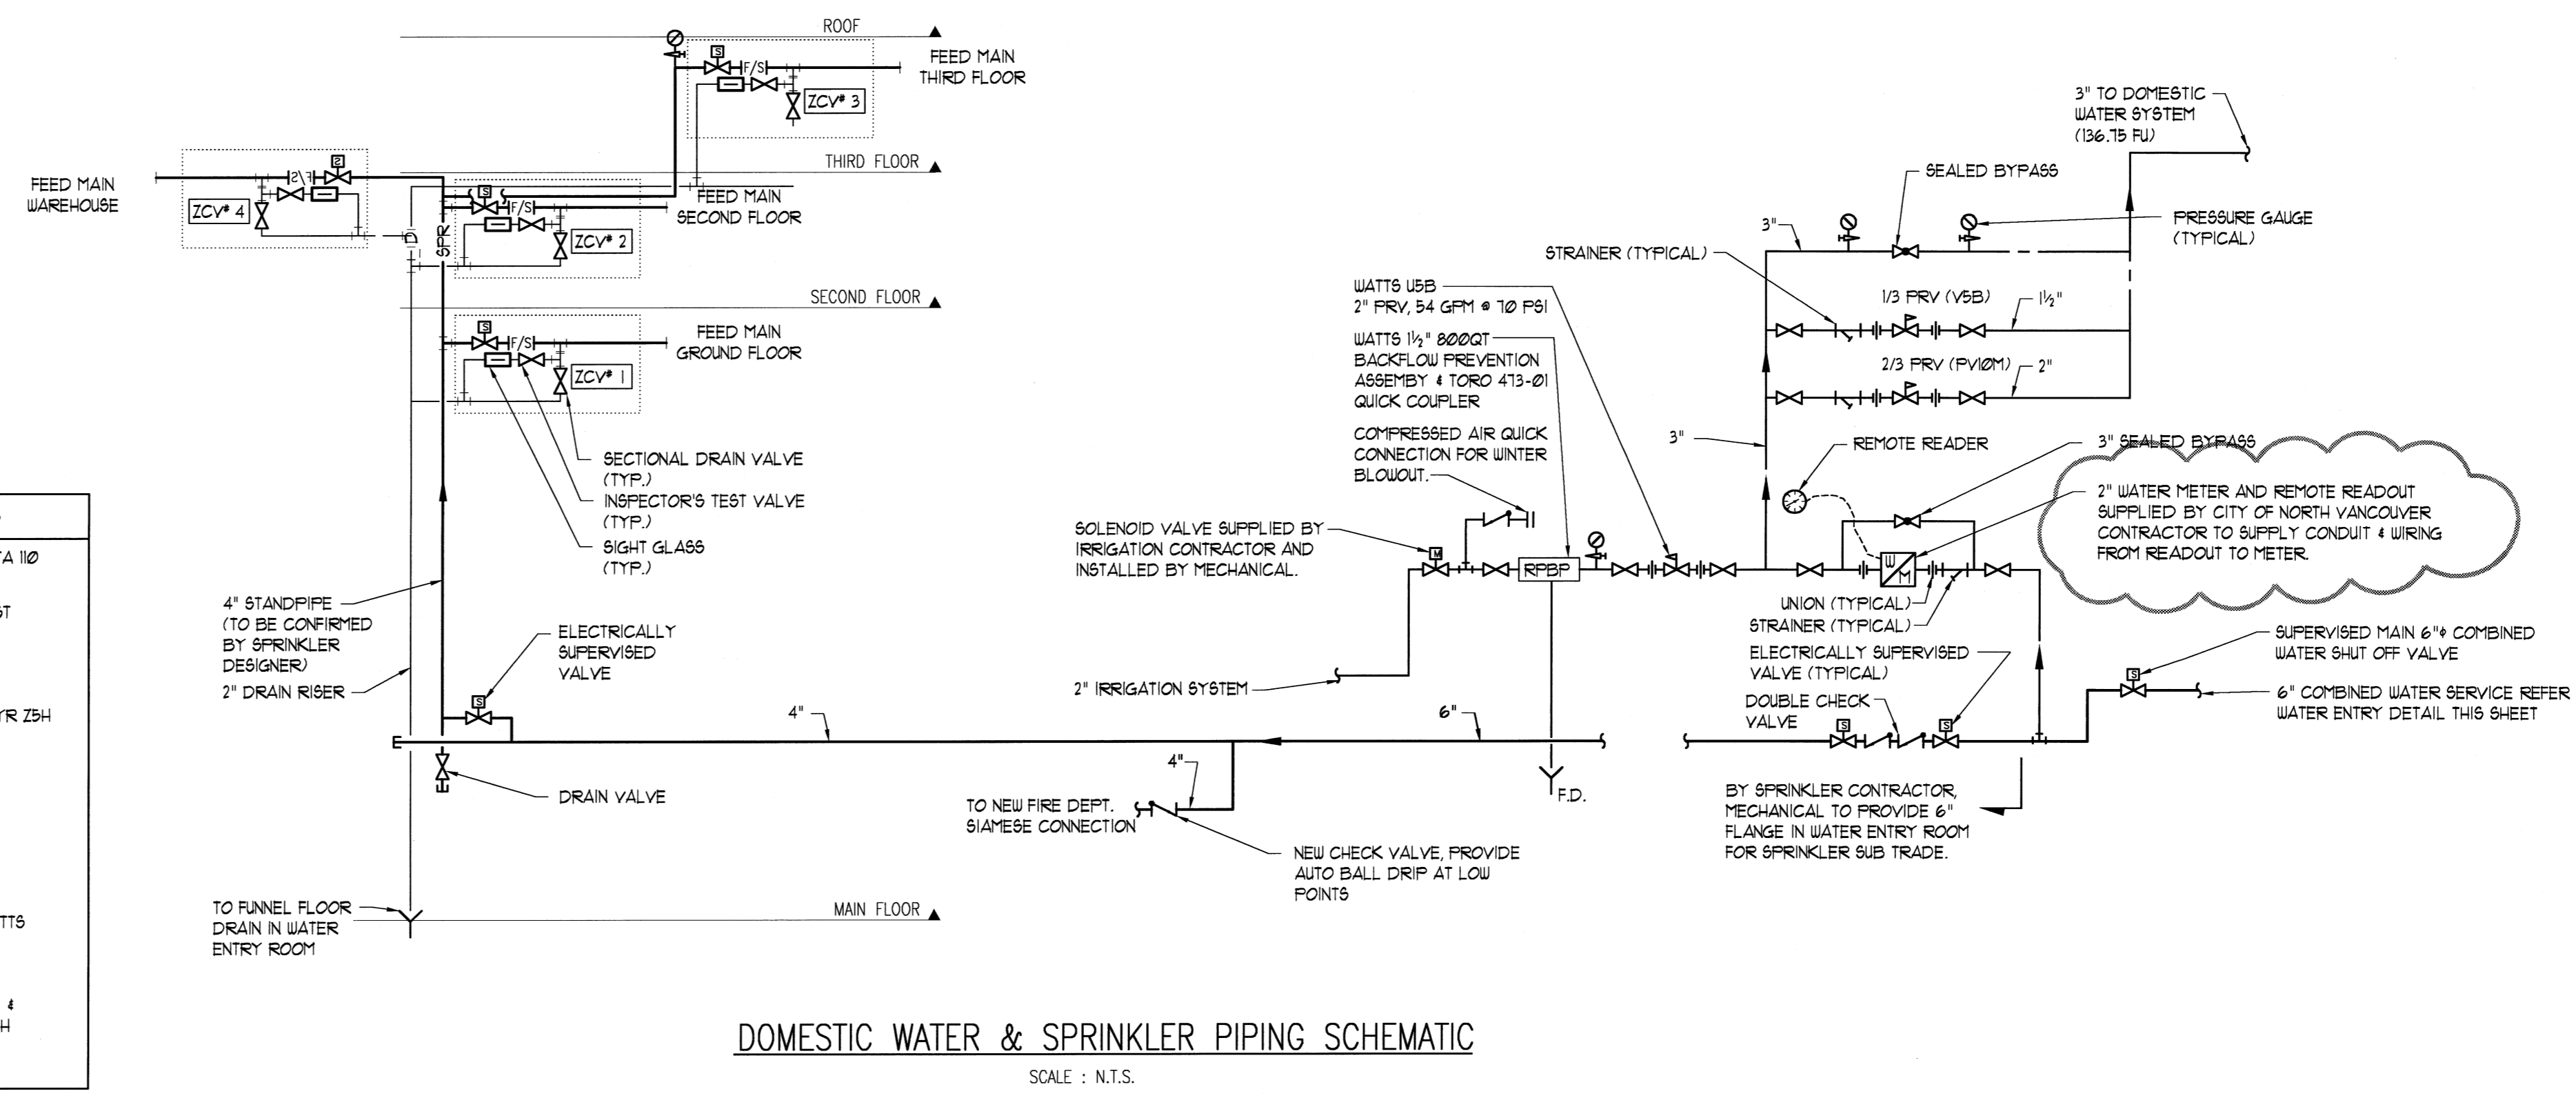 ROOF
FEED MAIN
THIRD FLOOR
S
F/S
ZCV# 3
THIRD FLOOR
FEED MAIN
WAREHOUSE
S
F/S
ZCV# 4
D
SPR
S
F/S
FEED MAIN
SECOND FLOOR
ZCV# 2
SECOND FLOOR
S
F/S
FEED MAIN
GROUND FLOOR
ZCV# 1
SECTIONAL DRAIN VALVE
(TYP.)
INSPECTOR'S TEST VALVE
(TYP.)
SIGHT GLASS
(TYP.)
TA 110
ST
YR Z5H
TTS
&
H
4" STANDPIPE
(TO BE CONFIRMED
BY SPRINKLER
DESIGNER)
2" DRAIN RISER
ELECTRICALLY
SUPERVISED
VALVE
S
DRAIN VALVE
TO FUNNEL FLOOR
DRAIN IN WATER
ENTRY ROOM
MAIN FLOOR
4"
6"
4"
TO NEW FIRE DEPT.
SIAMESE CONNECTION
NEW CHECK VALVE, PROVIDE
AUTO BALL DRIP AT LOW
POINTS
F.D.
WATTS U5B
2" PRV, 54 GPM @ 70 PSI
WATTS 1½" 800QT
BACKFLOW PREVENTION
ASSEMBY & TORO 473-01
QUICK COUPLER
COMPRESSED AIR QUICK
CONNECTION FOR WINTER
BLOWOUT.
SOLENOID VALVE SUPPLIED BY
IRRIGATION CONTRACTOR AND
INSTALLED BY MECHANICAL.
M
RPBP
2" IRRIGATION SYSTEM
3" TO DOMESTIC
WATER SYSTEM
(136.75 FU)
SEALED BYPASS
3"
PRESSURE GAUGE
(TYPICAL)
STRAINER (TYPICAL)
1/3 PRV (V5B)
1½"
2/3 PRV (PV10M)
2"
3"
REMOTE READER
3" SEALED BYPASS
2" WATER METER AND REMOTE READOUT
SUPPLIED BY CITY OF NORTH VANCOUVER
CONTRACTOR TO SUPPLY CONDUIT & WIRING
FROM READOUT TO METER.
W
M
UNION (TYPICAL)
STRAINER (TYPICAL)
ELECTRICALLY SUPERVISED
VALVE (TYPICAL)
DOUBLE CHECK
VALVE
S
S
S
SUPERVISED MAIN 6"ϕ COMBINED
WATER SHUT OFF VALVE
6" COMBINED WATER SERVICE REFER
WATER ENTRY DETAIL THIS SHEET
BY SPRINKLER CONTRACTOR,
MECHANICAL TO PROVIDE 6"
FLANGE IN WATER ENTRY ROOM
FOR SPRINKLER SUB TRADE.
DOMESTIC WATER & SPRINKLER PIPING SCHEMATIC
SCALE : N.T.S.